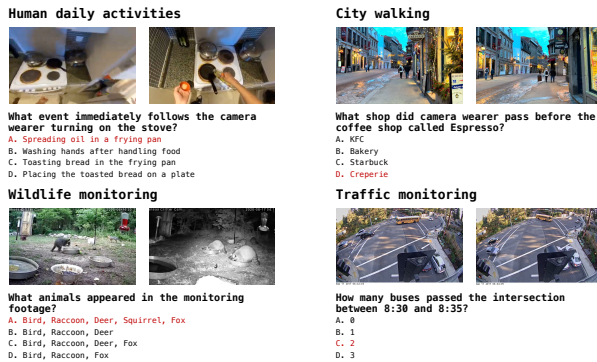 Human daily activities
What event immediately follows the camera
wearer turning on the stove?
A. Spreading oil in a frying pan
B. Washing hands after handling food
C. Toasting bread in the frying pan
D. Placing the toasted bread on a plate
City walking
What shop did camera wearer pass before the
coffee shop called Espresso?
A. KFC
B. Bakery
C. Starbuck
D. Creperie
Wildlife monitoring
What animals appeared in the monitoring
footage?
A. Bird, Raccoon, Deer, Squirrel, Fox
B. Bird, Raccoon, Deer
C. Bird, Raccoon, Deer, Fox
D. Bird, Raccoon, Fox
Traffic monitoring
How many buses passed the intersection
between 8:30 and 8:35?
A. 0
B. 1
C. 2
D. 3